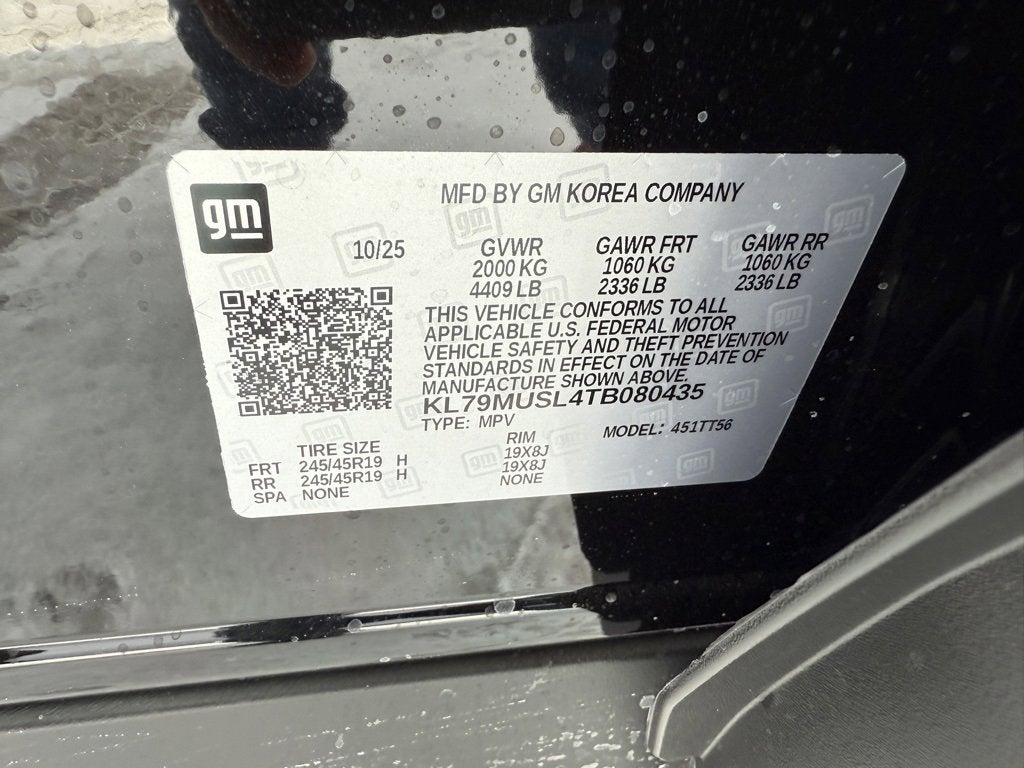 gm
MFD BY GM KOREA COMPANY
10/25 GVWR GAWR FRT GAWR RR
2000 KG 1060 KG 1060 KG
4409 LB 2336 LB 2336 LB
THIS VEHICLE CONFORMS TO ALL
APPLICABLE U.S. FEDERAL MOTOR
VEHICLE SAFETY AND THEFT PREVENTION
STANDARDS IN EFFECT ON THE DATE OF
MANUFACTURE SHOWN ABOVE.
KL79MUSL4TB080435
TYPE: MPV MODEL: 451TT56
TIRE SIZE RIM
FRT 245/45R19 H 19X8J
RR 245/45R19 H 19X8J
SPA NONE NONE